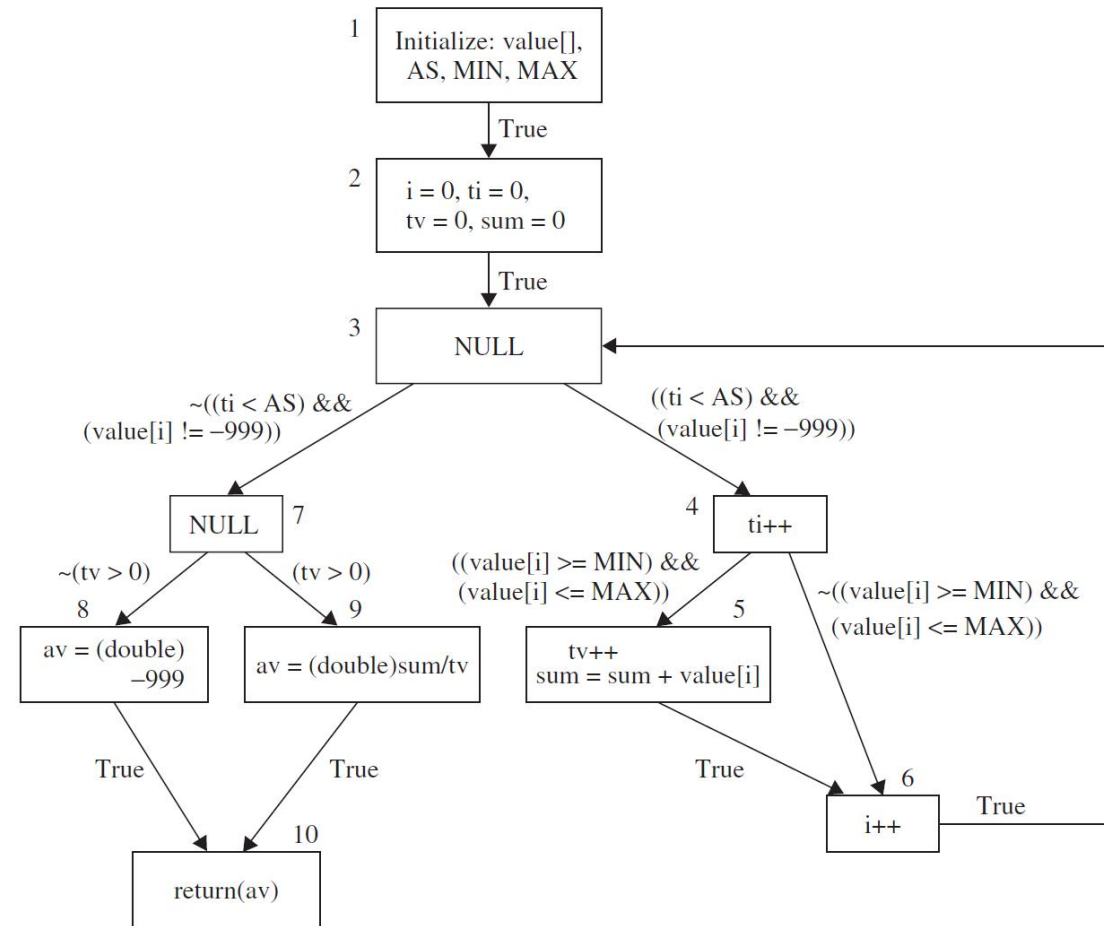 1
Initialize: value[],
AS, MIN, MAX
True
2
i = 0, ti = 0,
tv = 0, sum = 0
True
3
NULL
~((ti < AS) &&
(value[i] != −999))
((ti < AS) &&
(value[i] != −999))
NULL
7
4
ti++
~(tv > 0)
(tv > 0)
((value[i] >= MIN) &&
(value[i] <= MAX))
~((value[i] >= MIN) &&
(value[i] <= MAX))
8
av = (double)
−999
9
av = (double)sum/tv
5
tv++
sum = sum + value[i]
True
True
True
6
i++
True
10
return(av)